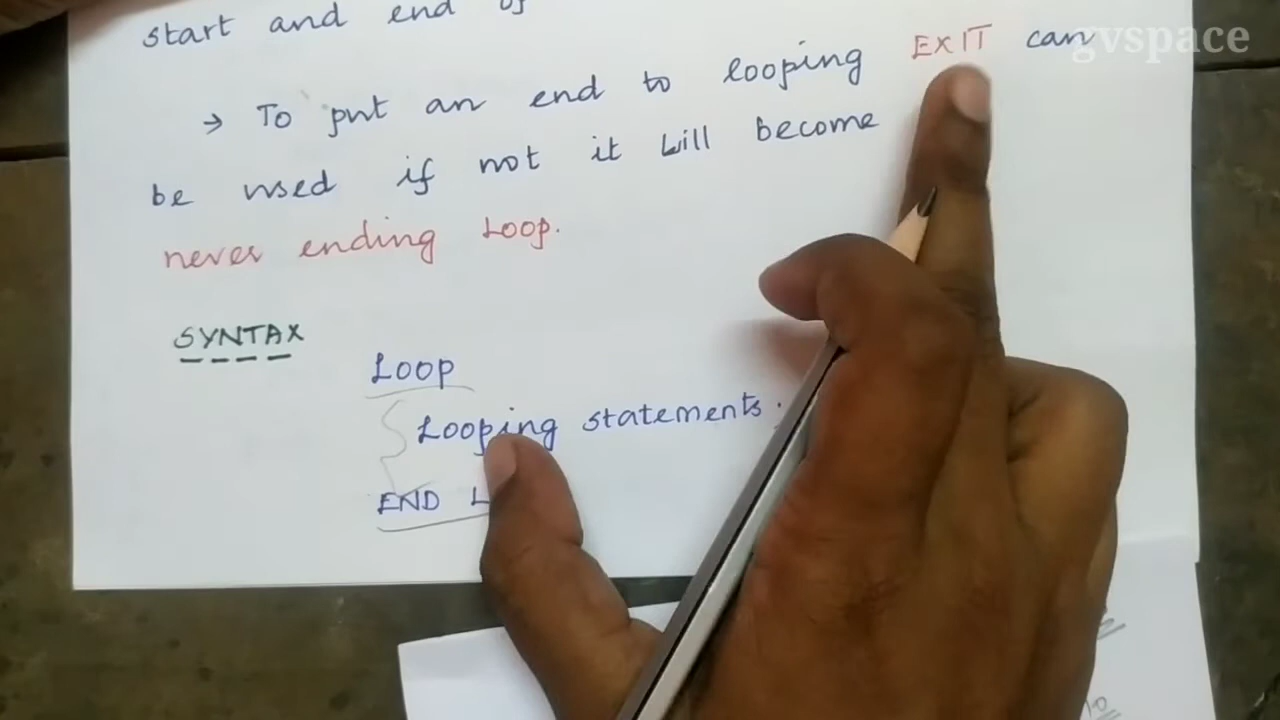 start and end of
→ To put an end to looping EXIT can
gvspace
be used if not it will become
never ending Loop.
SYNTAX
Loop
Looping statements;
END L